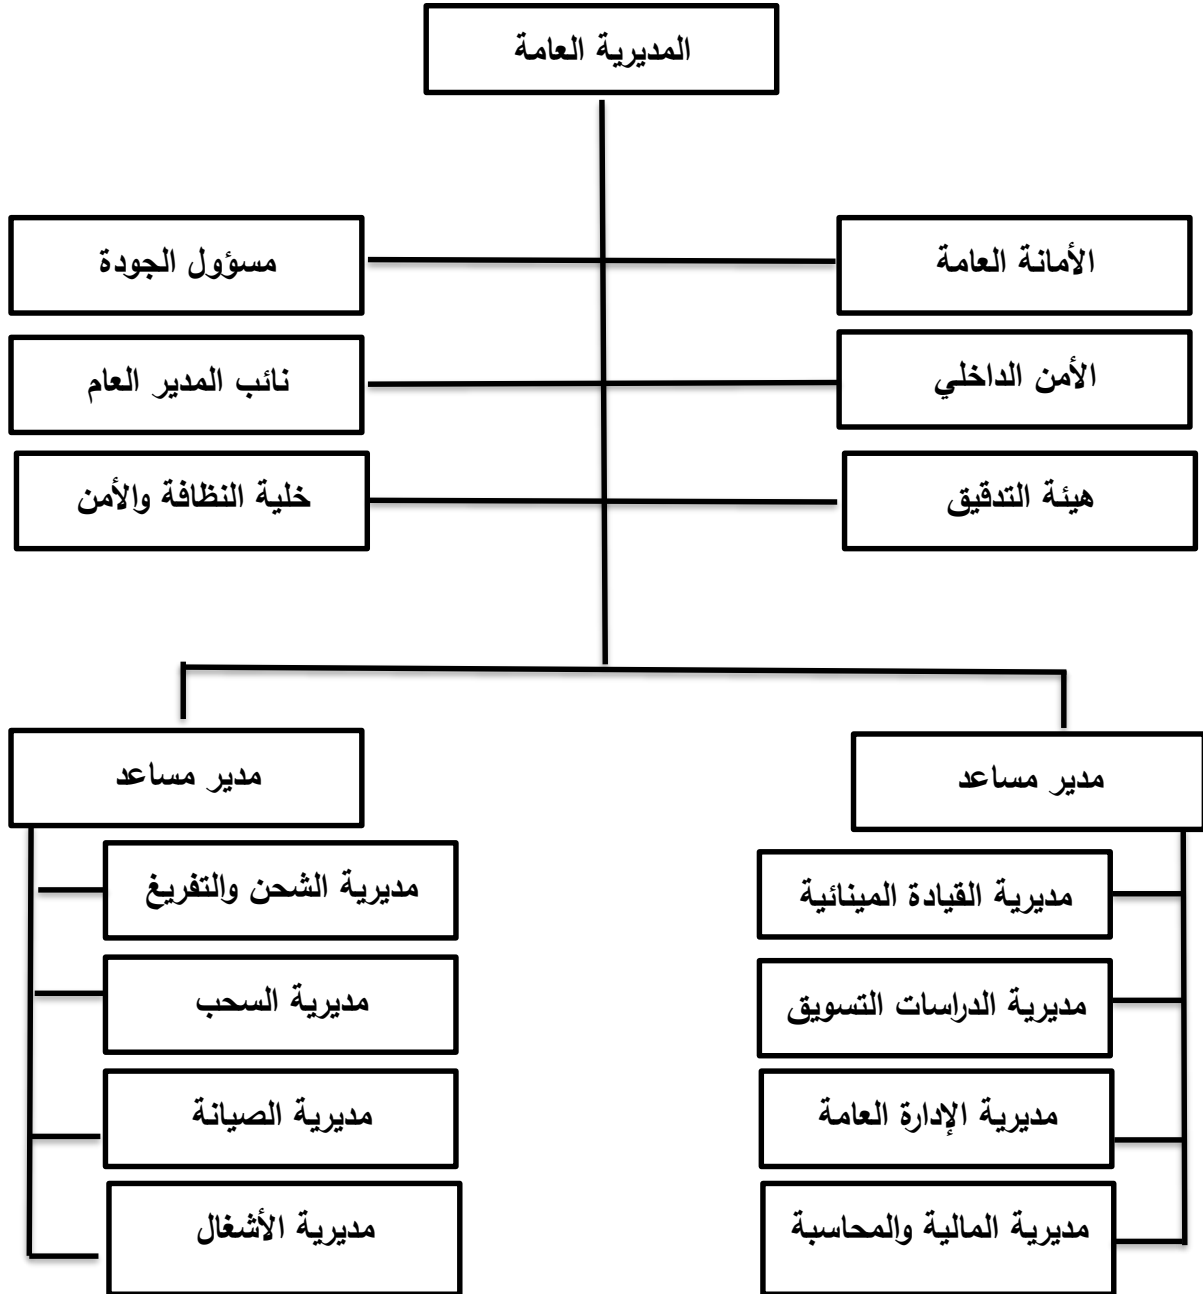 المديرية العامة
الأمانة العامة
مسؤول الجودة
الأمن الداخلي
نائب المدير العام
هيئة التدقيق
خلية النظافة والأمن
مدير مساعد
مدير مساعد
مديرية القيادة المينائية
مديرية الشحن والتفريغ
مديرية الدراسات التسويق
مديرية السحب
مديرية الإدارة العامة
مديرية الصيانة
مديرية المالية والمحاسبة
مديرية الأشغال